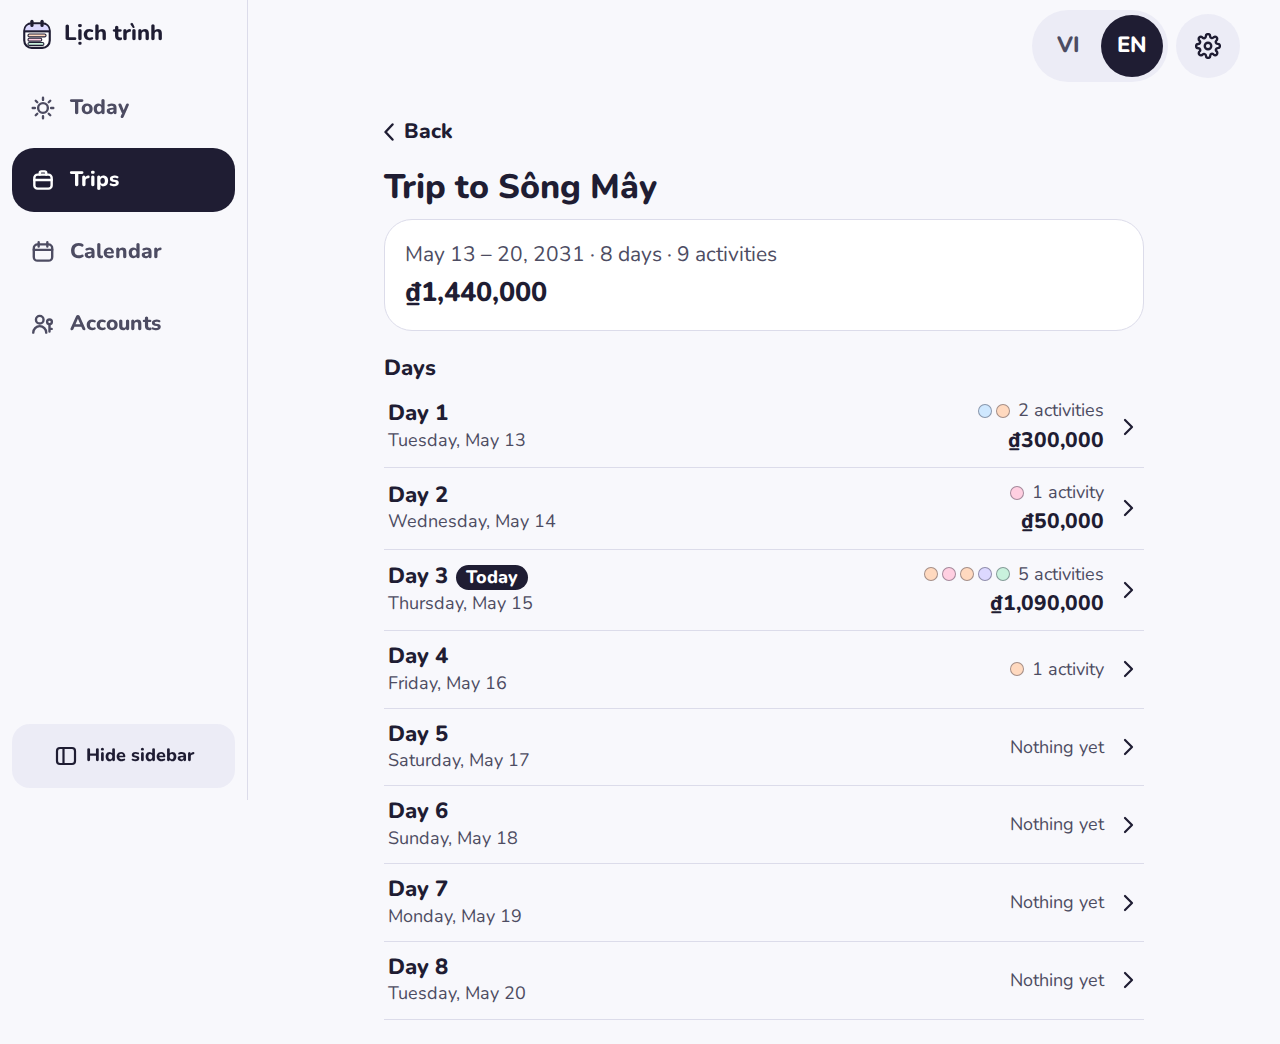 Lịch trình
VI
EN
Today
Trips
Calendar
Accounts
Hide sidebar
Back
Trip to Sông Mây
May 13 – 20, 2031 · 8 days · 9 activities
₫1,440,000
Days
Day 1
Tuesday, May 13
2 activities
₫300,000
Day 2
Wednesday, May 14
1 activity
₫50,000
Day 3 Today
Thursday, May 15
5 activities
₫1,090,000
Day 4
Friday, May 16
1 activity
Day 5
Saturday, May 17
Nothing yet
Day 6
Sunday, May 18
Nothing yet
Day 7
Monday, May 19
Nothing yet
Day 8
Tuesday, May 20
Nothing yet